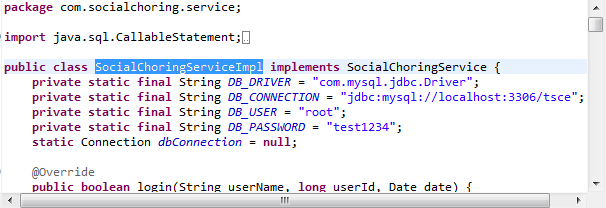 package com.socialchoring.service;
import java.sql.CallableStatement;
public class SocialChoringServiceImpl implements SocialChoringService {
private static final String DB_DRIVER = "com.mysql.jdbc.Driver";
private static final String DB_CONNECTION = "jdbc:mysql://localhost:3306/tsce";
private static final String DB_USER = "root";
private static final String DB_PASSWORD = "test1234";
static Connection dbConnection = null;
@Override
public boolean login(String userName, long userId, Date date) {